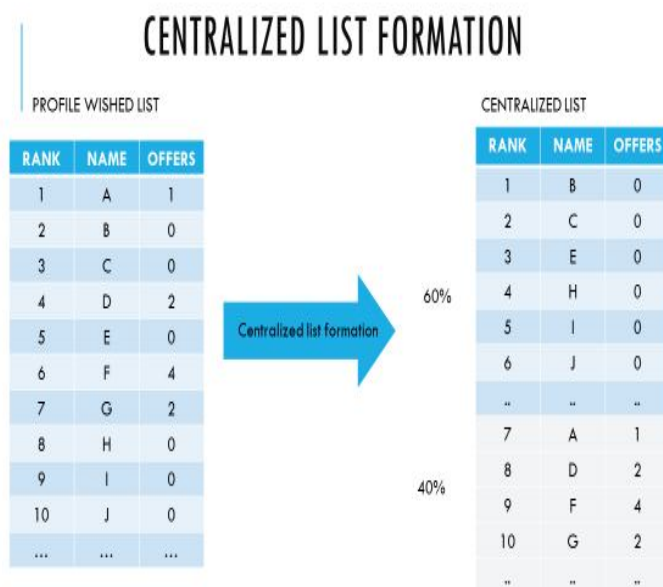 CENTRALIZED LIST FORMATION
PROFILE WISHED LIST
RANK NAME OFFERS
1 A 1
2 B 0
3 C 0
4 D 2
5 E 0
6 F 4
7 G 2
8 H 0
9 I 0
10 J 0
... ... ...
Centralized list formation
60%
40%
CENTRALIZED LIST
RANK NAME OFFERS
1 B 0
2 C 0
3 E 0
4 H 0
5 I 0
6 J 0
.. .. ..
7 A 1
8 D 2
9 F 4
10 G 2
.. .. ..